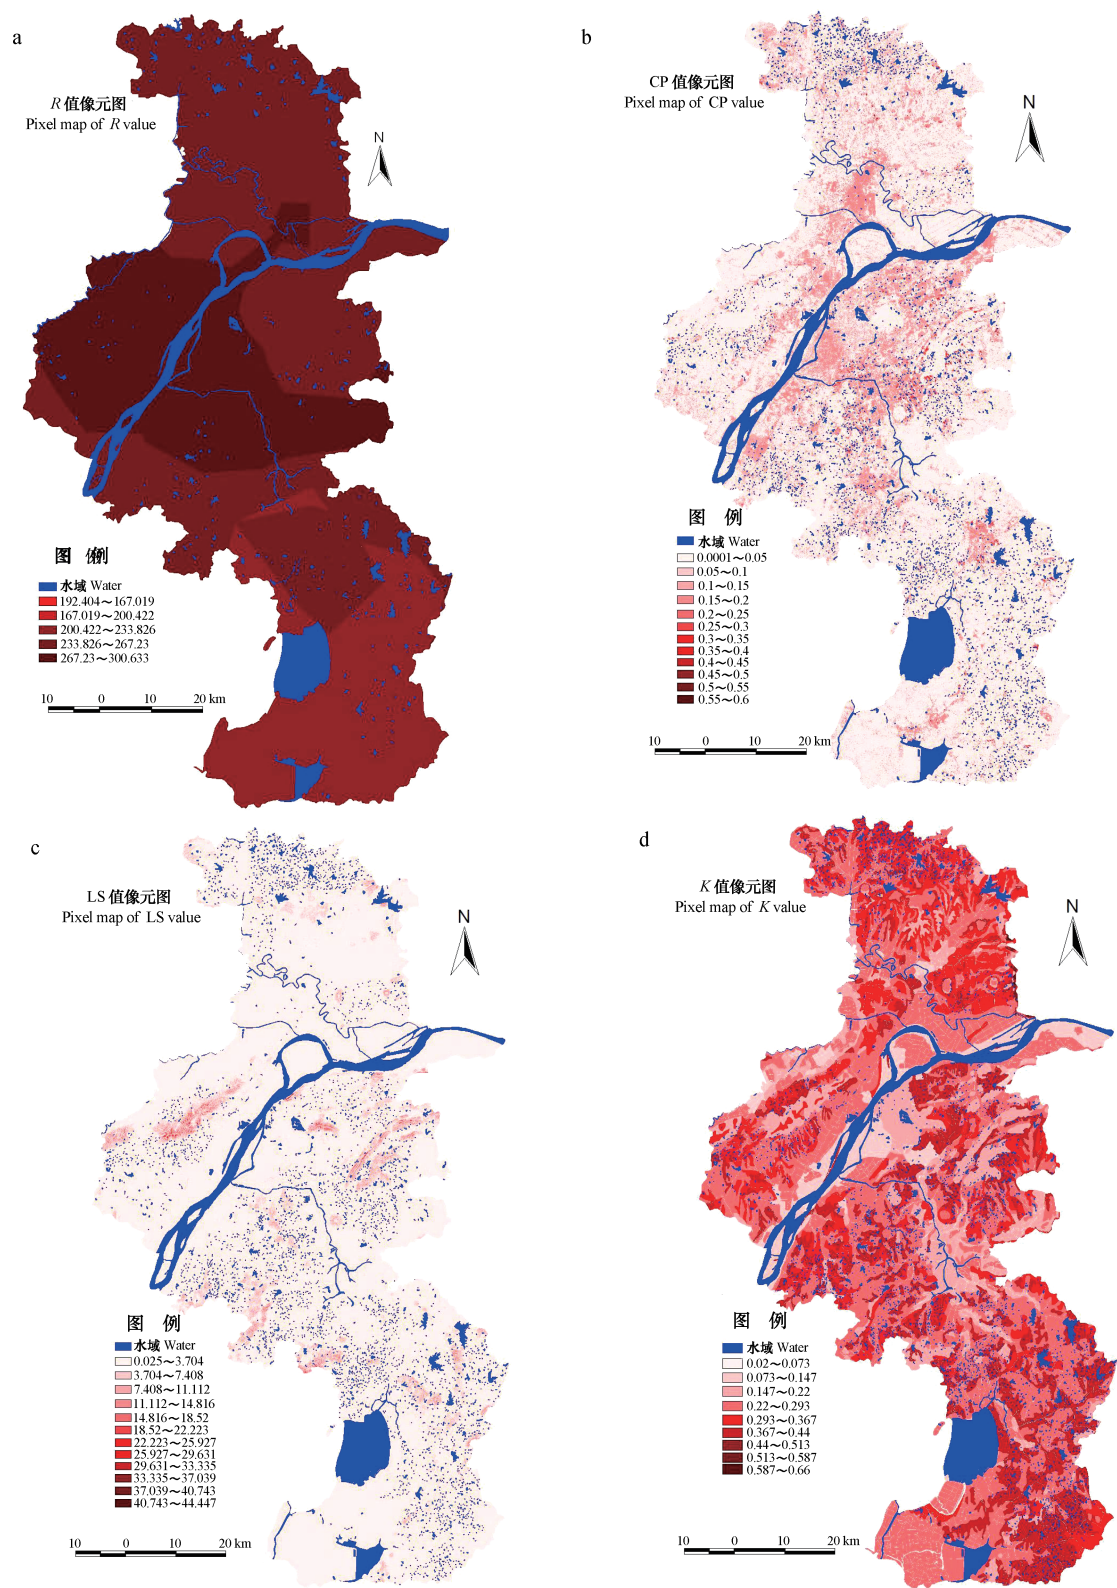 a
R 值像元图
Pixel map of R value
N
图 例
水域 Water
192.404～167.019
167.019～200.422
200.422～233.826
233.826～267.23
267.23～300.633
10 0 10 20 km
b
CP 值像元图
Pixel map of CP value
N
图 例
水域 Water
0.0001～0.05
0.05～0.1
0.1～0.15
0.15～0.2
0.2～0.25
0.25～0.3
0.3～0.35
0.35～0.4
0.4～0.45
0.45～0.5
0.5～0.55
0.55～0.6
10 0 10 20 km
c
LS 值像元图
Pixel map of LS value
N
图 例
水域 Water
0.025～3.704
3.704～7.408
7.408～11.112
11.112～14.816
14.816～18.52
18.52～22.223
22.223～25.927
25.927～29.631
29.631～33.335
33.335～37.039
37.039～40.743
40.743～44.447
10 0 10 20 km
d
K 值像元图
Pixel map of K value
N
图 例
水域 Water
0.02～0.073
0.073～0.147
0.147～0.22
0.22～0.293
0.293～0.367
0.367～0.44
0.44～0.513
0.513～0.587
0.587～0.66
10 0 10 20 km